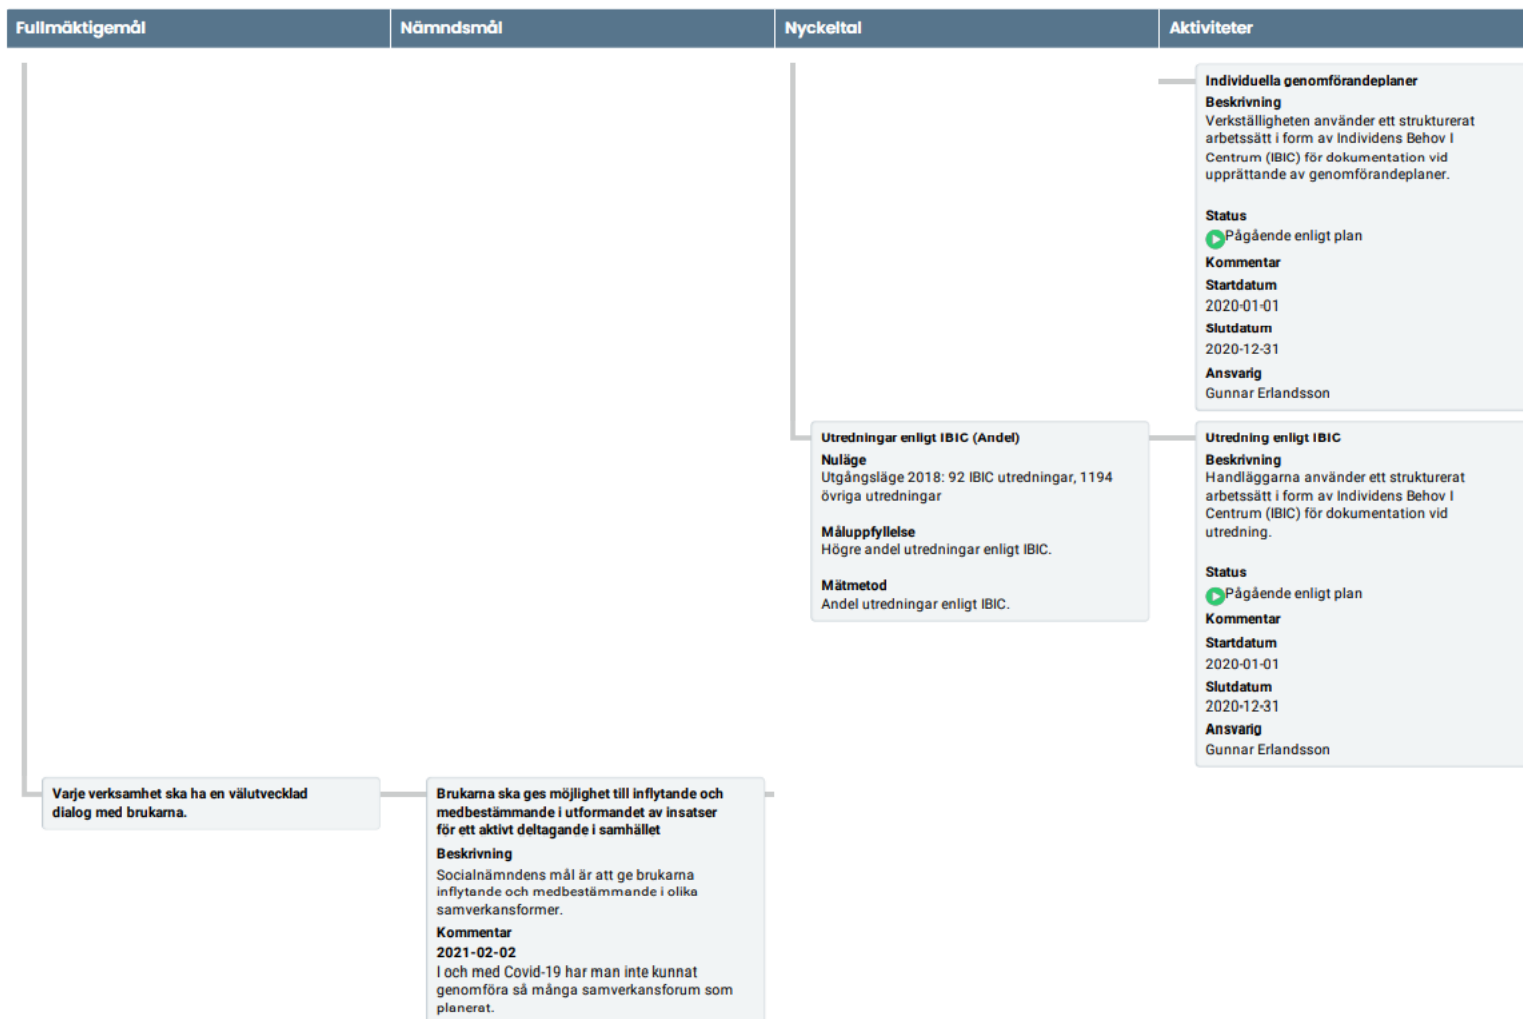 Fullmäktigemål
Nämndsmål
Nyckeltal
Aktiviteter
Individuella genomförandeplaner
Beskrivning
Verkställigheten använder ett strukturerat
arbetssätt i form av Individens Behov I
Centrum (IBIC) för dokumentation vid
upprättande av genomförandeplaner.
Status
Pågående enligt plan
Kommentar
Startdatum
2020-01-01
Slutdatum
2020-12-31
Ansvarig
Gunnar Erlandsson
Utredningar enligt IBIC (Andel)
Nuläge
Utgångsläge 2018: 92 IBIC utredningar, 1194
övriga utredningar
Måluppfyllelse
Högre andel utredningar enligt IBIC.
Mätmetod
Andel utredningar enligt IBIC.
Utredning enligt IBIC
Beskrivning
Handläggarna använder ett strukturerat
arbetssätt i form av Individens Behov I
Centrum (IBIC) för dokumentation vid
utredning.
Status
Pågående enligt plan
Kommentar
Startdatum
2020-01-01
Slutdatum
2020-12-31
Ansvarig
Gunnar Erlandsson
Varje verksamhet ska ha en välutvecklad
dialog med brukarna.
Brukarna ska ges möjlighet till inflytande och
medbestämmande i utformandet av insatser
för ett aktivt deltagande i samhället
Beskrivning
Socialnämndens mål är att ge brukarna
inflytande och medbestämmande i olika
samverkansformer.
Kommentar
2021-02-02
I och med Covid-19 har man inte kunnat
genomföra så många samverkansforum som
planerat.